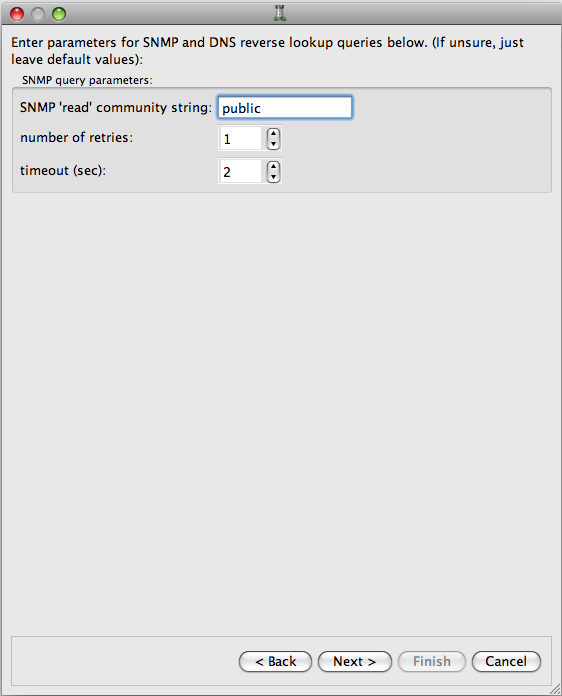 Enter parameters for SNMP and DNS reverse lookup queries below. (If unsure, just
leave default values):
SNMP query parameters:
SNMP 'read' community string: public
number of retries: 1
timeout (sec): 2
< Back Next > Finish Cancel